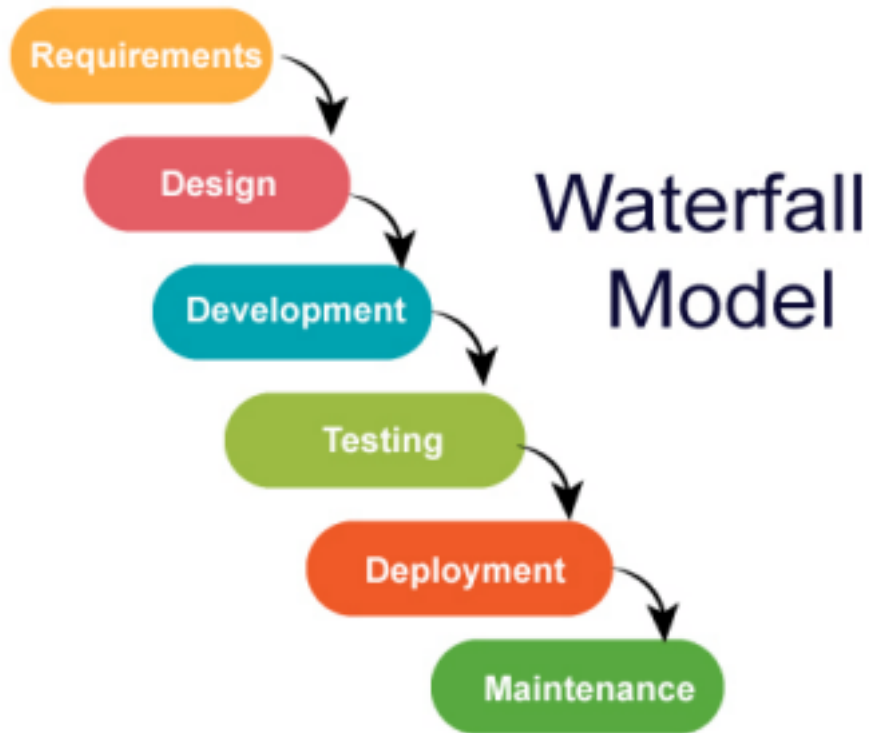 Requirements
Design
Waterfall
Model
Development
Testing
Deployment
Maintenance